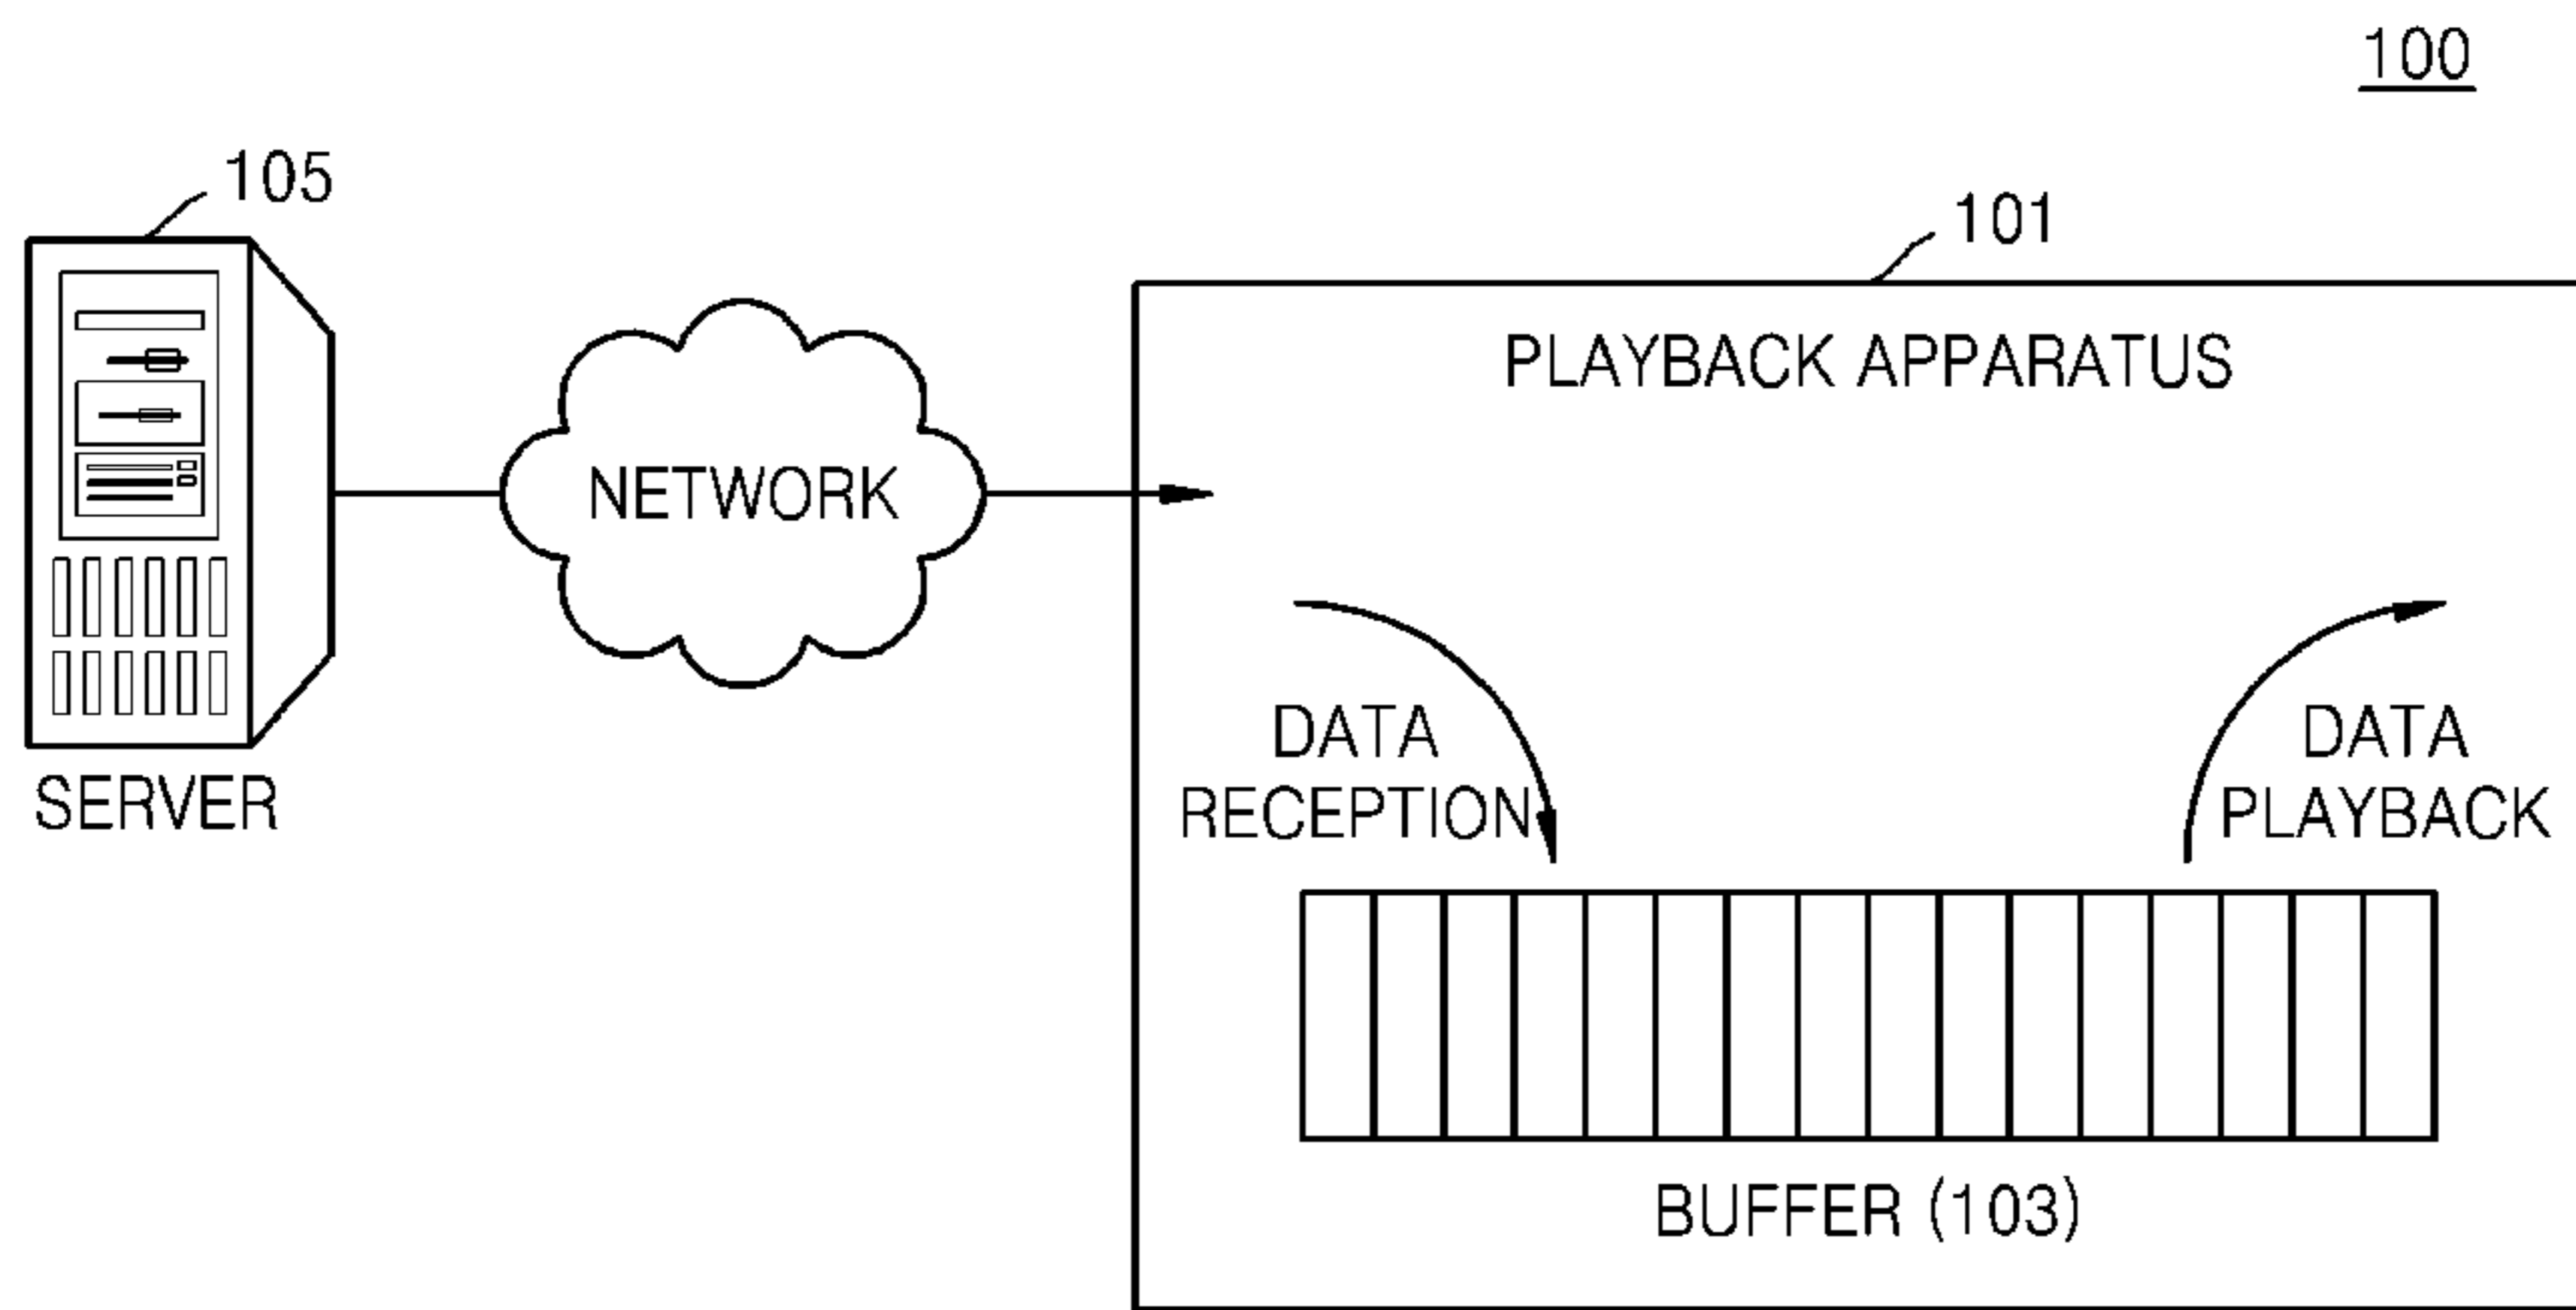 100
105
101
PLAYBACK APPARATUS
NETWORK
DATA
RECEPTION
DATA
PLAYBACK
SERVER
BUFFER (103)